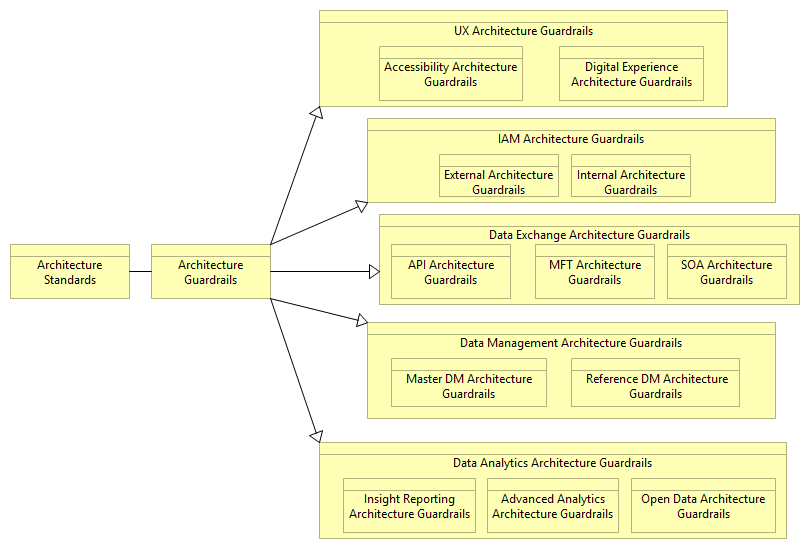 UX Architecture Guardrails
Accessibility Architecture
Guardrails
Digital Experience
Architecture Guardrails
IAM Architecture Guardrails
External Architecture
Guardrails
Internal Architecture
Guardrails
Architecture
Standards
Architecture
Guardrails
Data Exchange Architecture Guardrails
API Architecture
Guardrails
MFT Architecture
Guardrails
SOA Architecture
Guardrails
Data Management Architecture Guardrails
Master DM Architecture
Guardrails
Reference DM Architecture
Guardrails
Data Analytics Architecture Guardrails
Insight Reporting
Architecture Guardrails
Advanced Analytics
Architecture Guardrails
Open Data Architecture
Guardrails